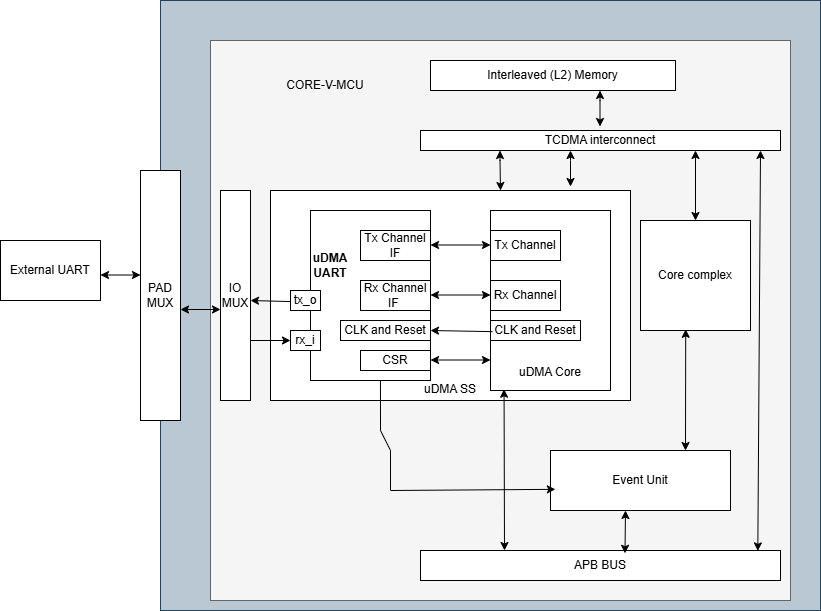 CORE-V-MCU
Interleaved (L2) Memory
TCDMA interconnect
External UART
PAD
MUX
IO
MUX
uDMA
UART
Tx Channel
IF
Tx Channel
Rx Channel
IF
Rx Channel
tx_o
rx_i
CLK and Reset
CLK and Reset
CSR
uDMA Core
uDMA SS
Core complex
Event Unit
APB BUS